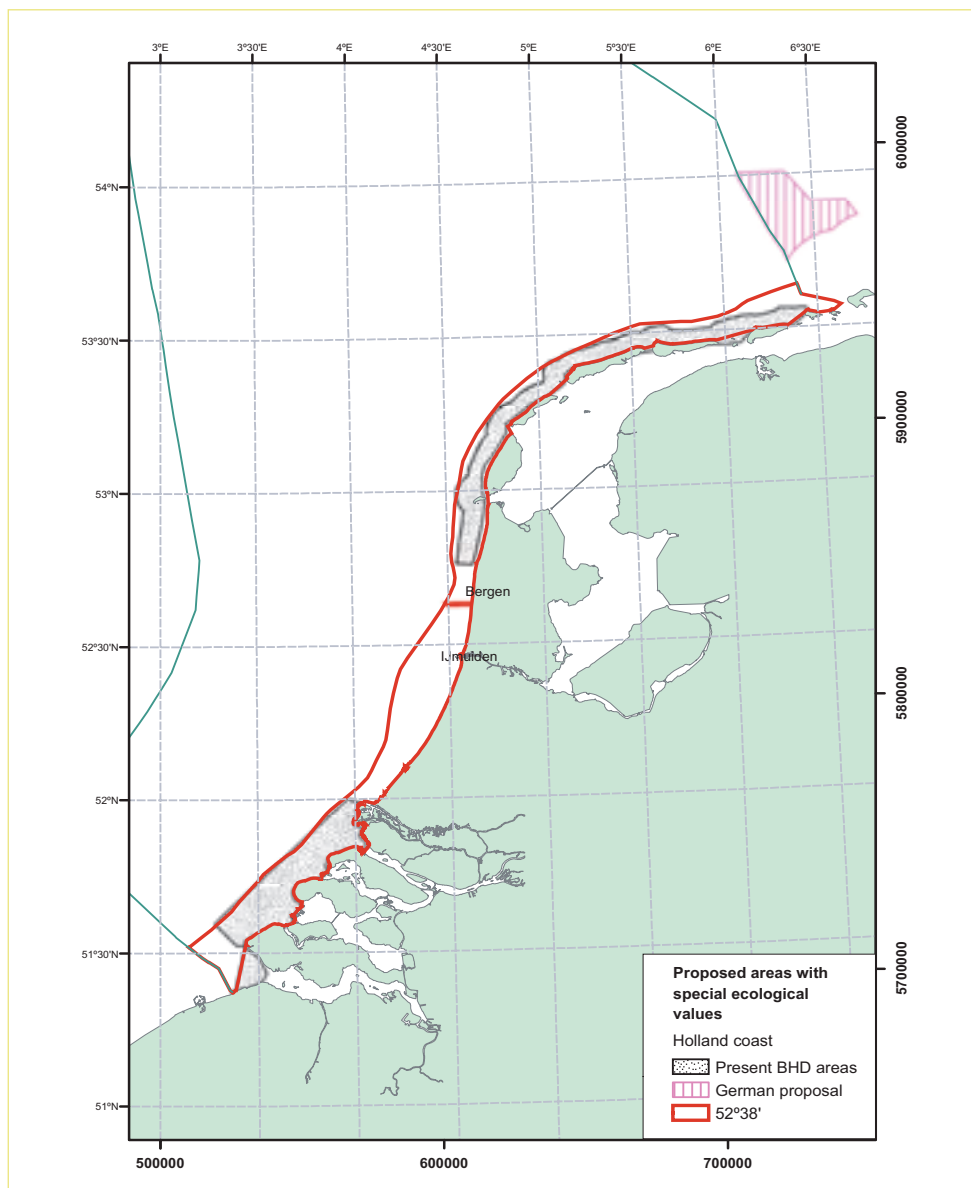 3°E 3°30'E 4°E 4°30'E 5°E 5°30'E 6°E 6°30'E
6000000
54°N
53°30'N
5900000
53°N
Bergen
52°30'N
IJmuiden
5800000
52°N
51°30'N
5700000
Proposed areas with
special ecological
values
Holland coast
Present BHD areas
German proposal
52°38'
51°N
500000 600000 700000